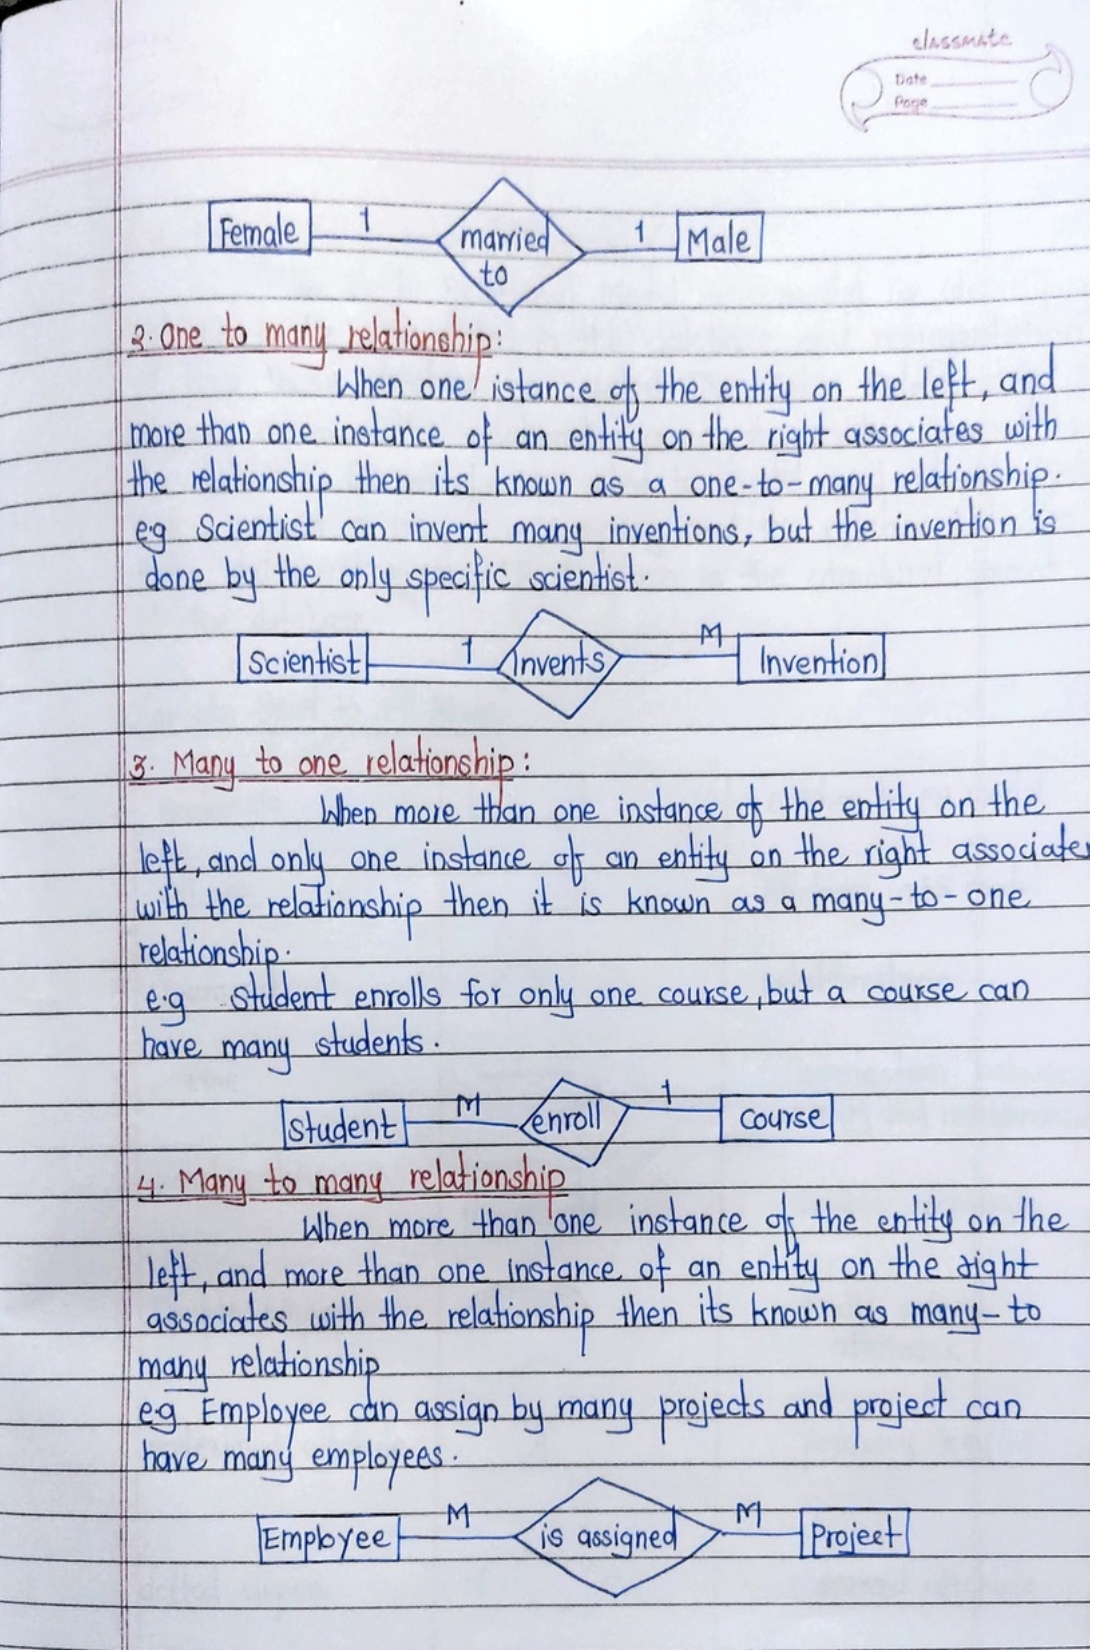 classmate
Date
Page
Female 1 married to 1 Male
2. One to many relationship:
When one istance of the entity on the left, and
more than one instance of an entity on the right associates with
the relationship then its known as a one-to-many relationship.
eg Scientist can invent many inventions, but the invention is
done by the only specific scientist.
Scientist 1 invents M Invention
3. Many to one relationship:
When more than one instance of the entity on the
left, and only one instance of an entity on the right associates
with the relationship then it is known as a many-to-one
relationship.
e.g student enrolls for only one course, but a course can
have many students.
student M enroll 1 course
4. Many to many relationship
When more than one instance of the entity on the
left, and more than one instance of an entity on the right
associates with the relationship then its known as many-to
many relationship
eg Employee can assign by many projects and project can
have many employees.
Employee M is assigned M Project